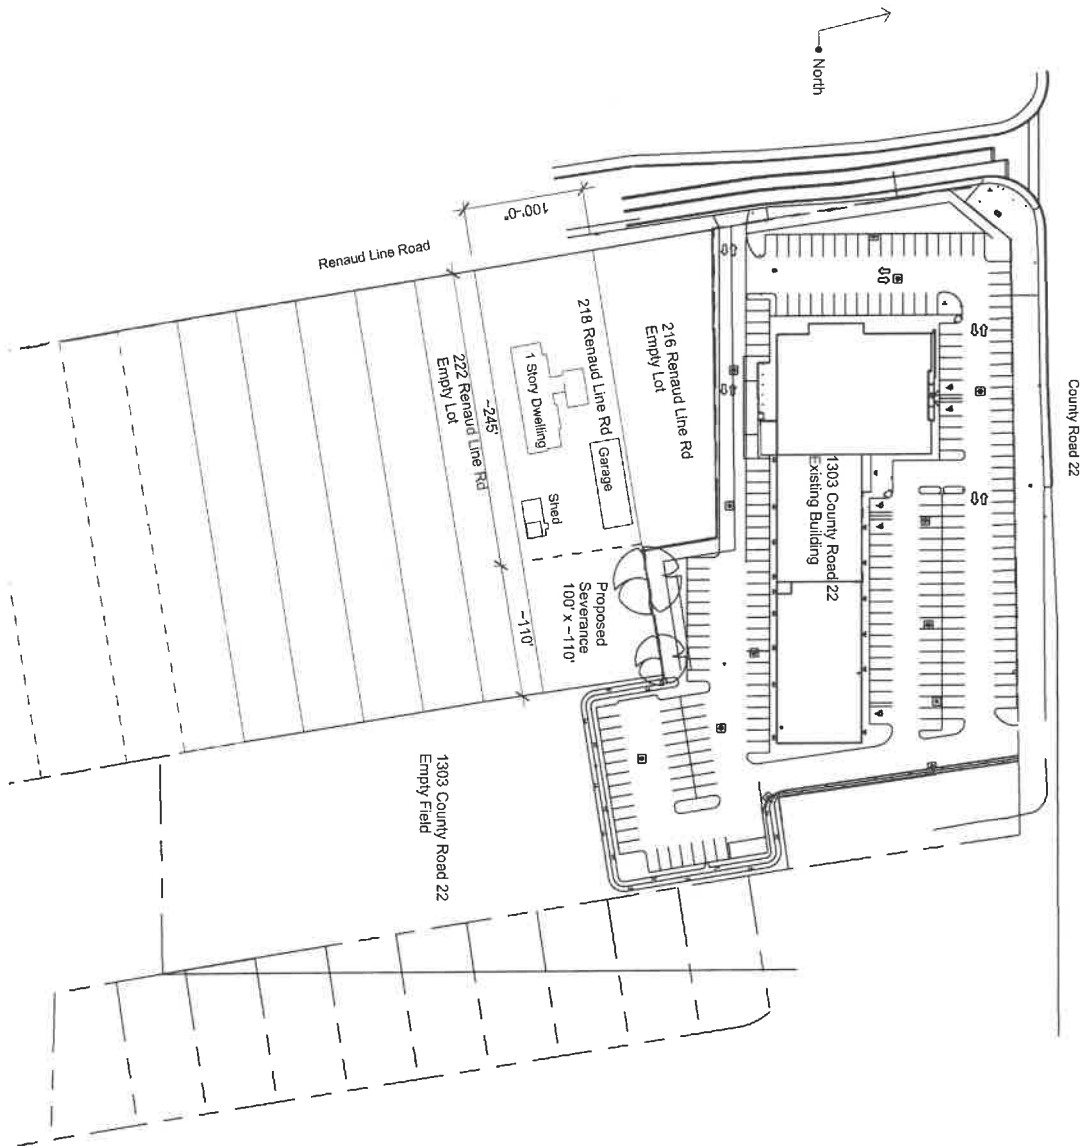 North
County Road 22
100'-0"
Renaud Line Road
216 Renaud Line Rd
Empty Lot
218 Renaud Line Rd
1 Story Dwelling
Garage
Shed
~245'
222 Renaud Line Rd
Empty Lot
1303 County Road 22
Existing Building
Proposed
Severance
100' x ~110'
~110'
1303 County Road 22
Empty Field